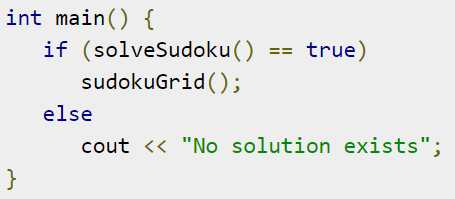 int main() {
   if (solveSudoku() == true)
      sudokuGrid();
   else
      cout << "No solution exists";
}